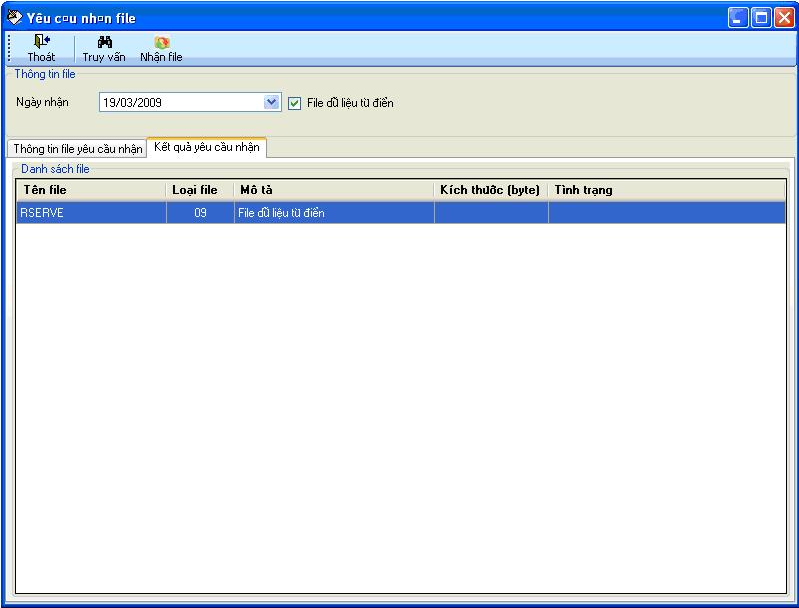 Yêu c¤u nh¤n file
Thoát Truy vấn Nhận file
Thông tin file
Ngày nhận 19/03/2009 File dữ liệu từ điển
Thông tin file yêu cầu nhận Kết quả yêu cầu nhận
Danh sách file
Tên file Loại file Mô tả Kích thước (byte) Tình trạng
RSERVE 09 File dữ liệu từ điển